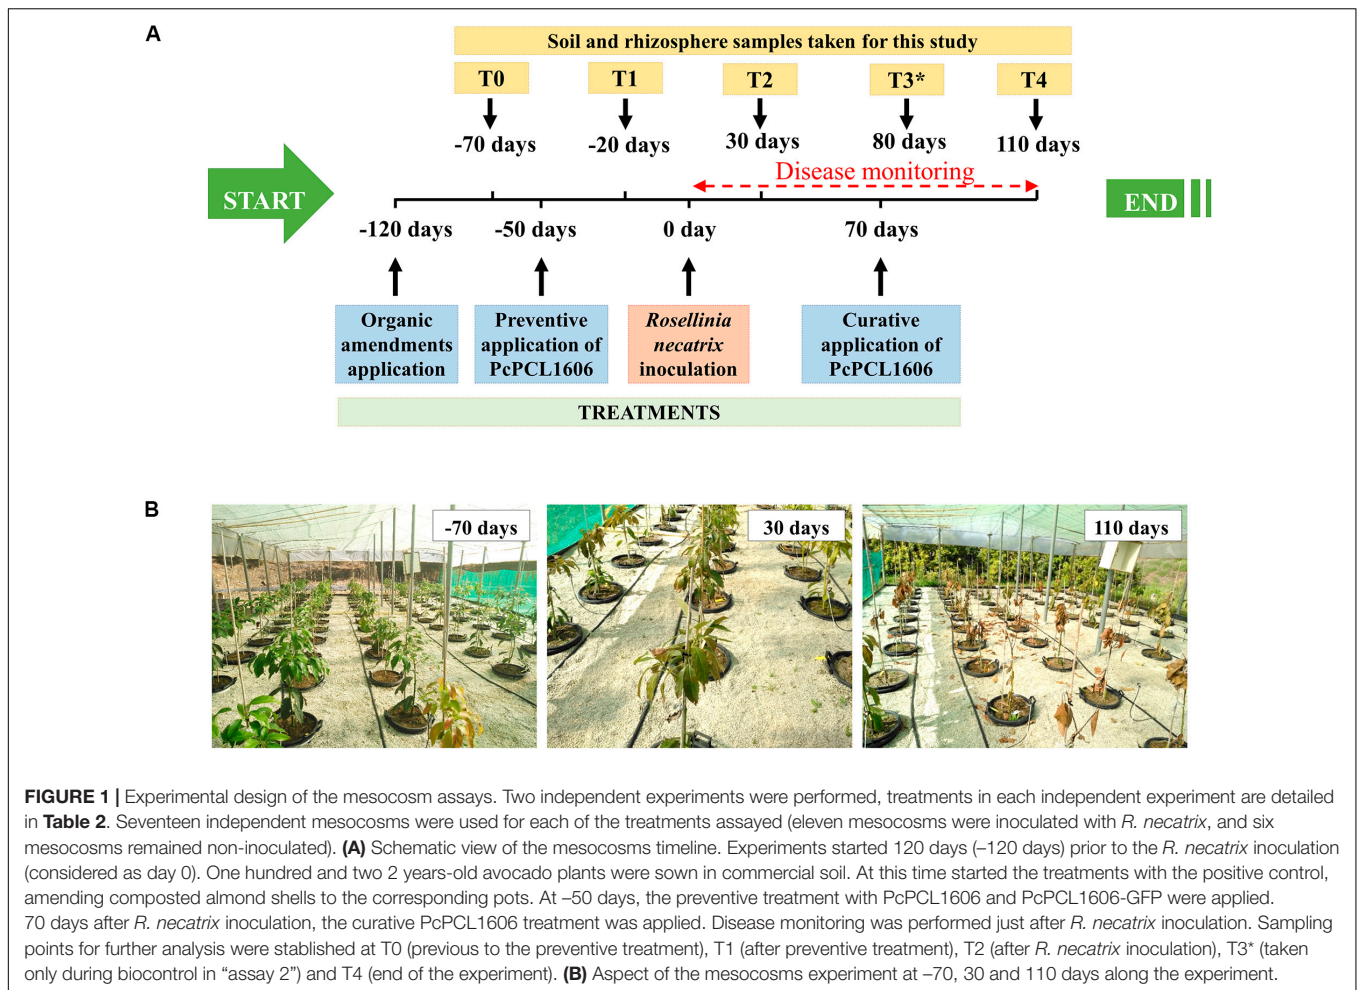 A
Soil and rhizosphere samples taken for this study
T0 T1 T2 T3* T4
-70 days -20 days 30 days 80 days 110 days
Disease monitoring
START
END
-120 days -50 days 0 day 70 days
Organic
amendments
application
Preventive
application of
PcPCL1606
Rosellinia
necatrix
inoculation
Curative
application of
PcPCL1606
TREATMENTS
B
-70 days
30 days
110 days
FIGURE 1 | Experimental design of the mesocosm assays. Two independent experiments were performed, treatments in each independent experiment are detailed
in Table 2. Seventeen independent mesocosms were used for each of the treatments assayed (eleven mesocosms were inoculated with R. necatrix, and six
mesocosms remained non-inoculated). (A) Schematic view of the mesocosms timeline. Experiments started 120 days (–120 days) prior to the R. necatrix inoculation
(considered as day 0). One hundred and two 2 years-old avocado plants were sown in commercial soil. At this time started the treatments with the positive control,
amending composted almond shells to the corresponding pots. At –50 days, the preventive treatment with PcPCL1606 and PcPCL1606-GFP were applied.
70 days after R. necatrix inoculation, the curative PcPCL1606 treatment was applied. Disease monitoring was performed just after R. necatrix inoculation. Sampling
points for further analysis were stablished at T0 (previous to the preventive treatment), T1 (after preventive treatment), T2 (after R. necatrix inoculation), T3* (taken
only during biocontrol in “assay 2”) and T4 (end of the experiment). (B) Aspect of the mesocosms experiment at –70, 30 and 110 days along the experiment.